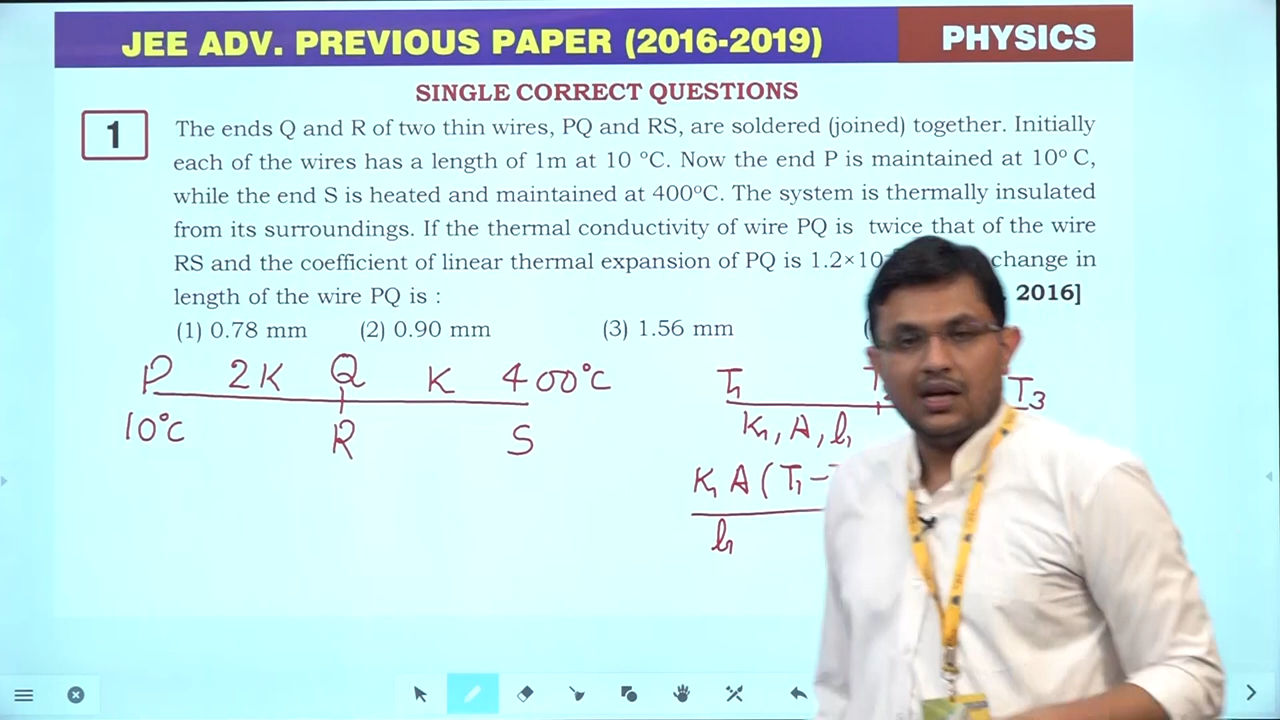 JEE ADV. PREVIOUS PAPER (2016-2019) PHYSICS
SINGLE CORRECT QUESTIONS
1 The ends Q and R of two thin wires, PQ and RS, are soldered (joined) together. Initially
each of the wires has a length of 1m at 10 °C. Now the end P is maintained at 10° C,
while the end S is heated and maintained at 400°C. The system is thermally insulated
from its surroundings. If the thermal conductivity of wire PQ is twice that of the wire
RS and the coefficient of linear thermal expansion of PQ is 1.2×10 change in
length of the wire PQ is : 2016]
(1) 0.78 mm (2) 0.90 mm (3) 1.56 mm (
P 2K Q K 400°C T₁ T T₃
10°C R S K₁, A, l₁
K₁ A (T₁ –
l₁